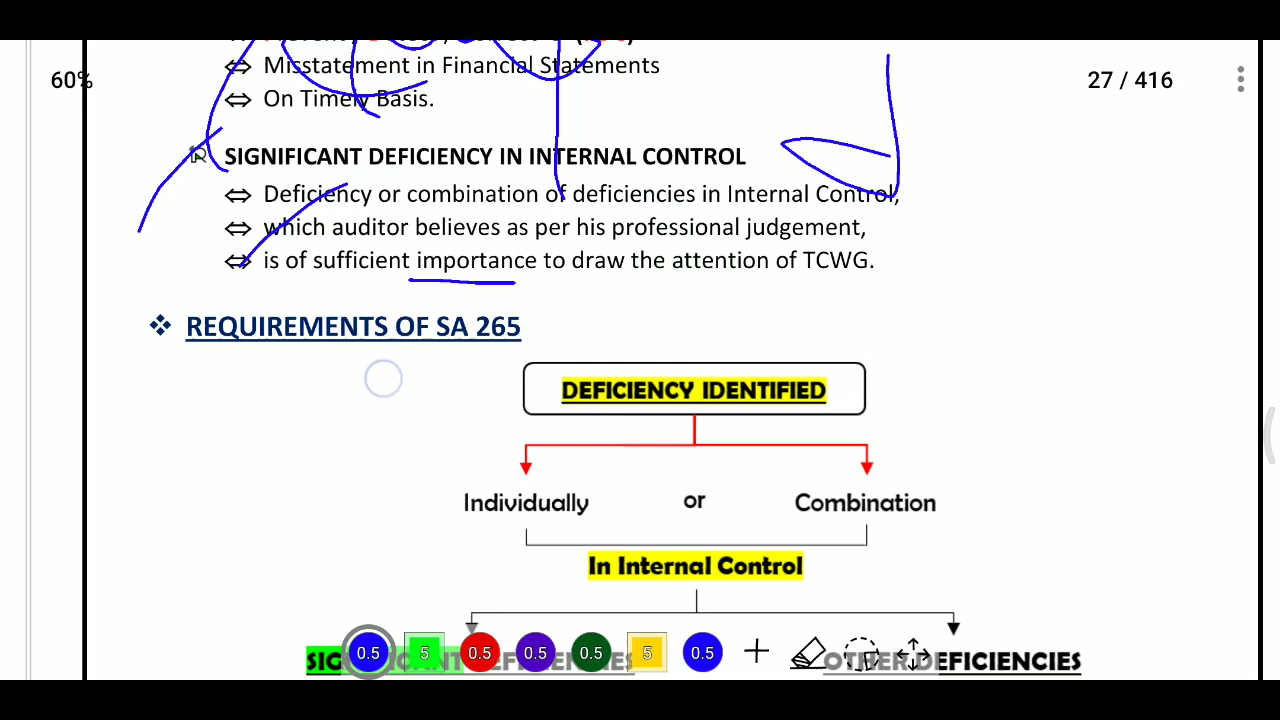 ⇔ Misstatement in Financial Statements
60%
27 / 416
⇔ On Timely Basis.
SIGNIFICANT DEFICIENCY IN INTERNAL CONTROL
⇔ Deficiency or combination of deficiencies in Internal Control,
⇔ which auditor believes as per his professional judgement,
⇔ is of sufficient importance to draw the attention of TCWG.
❖ REQUIREMENTS OF SA 265
DEFICIENCY IDENTIFIED
Individually or Combination
In Internal Control
0.5 5 0.5 0.5 0.5 5 0.5
SIGNIFICANT DEFICIENCIES OTHER DEFICIENCIES